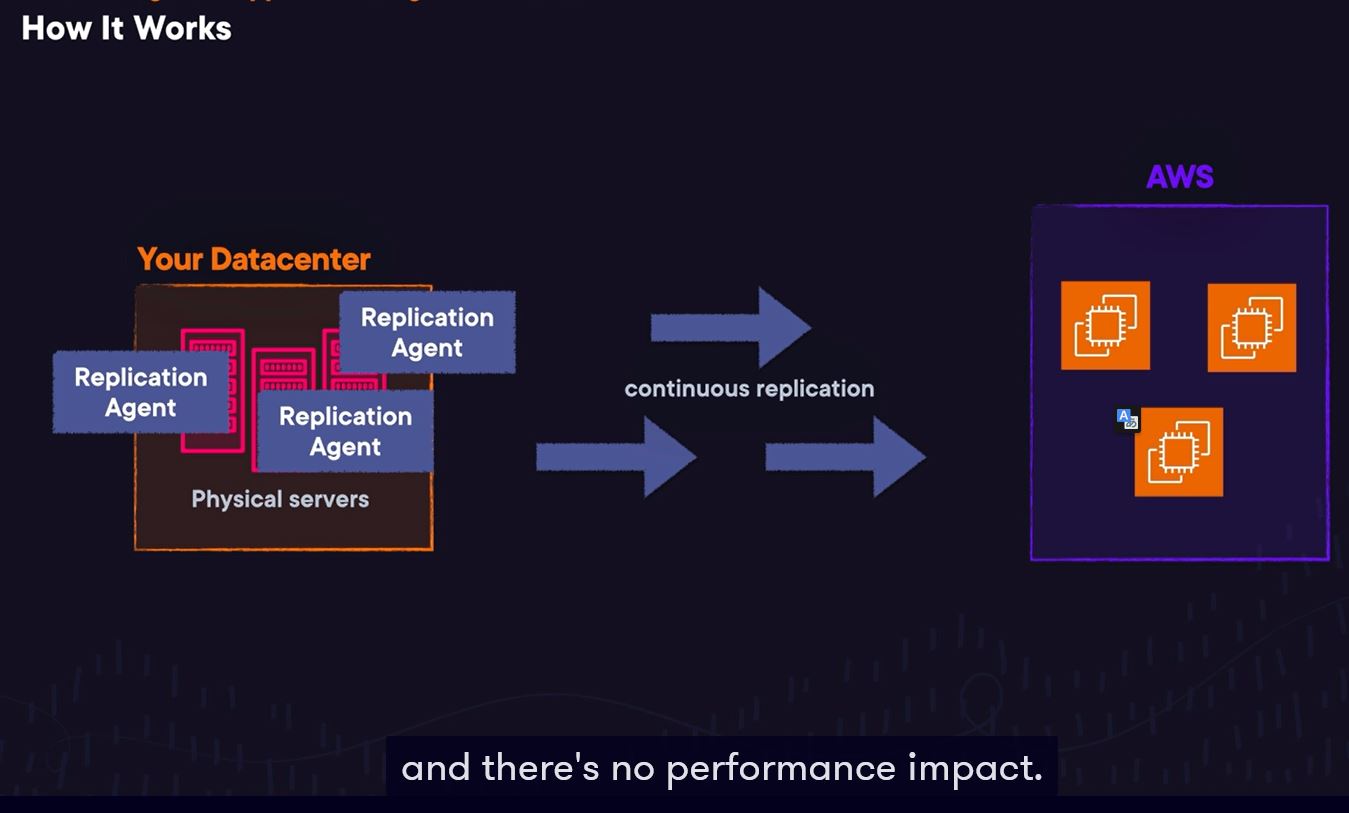 How It Works
AWS
Your Datacenter
Replication
Agent
Replication
Agent
Replication
Agent
Physical servers
continuous replication
and there's no performance impact.